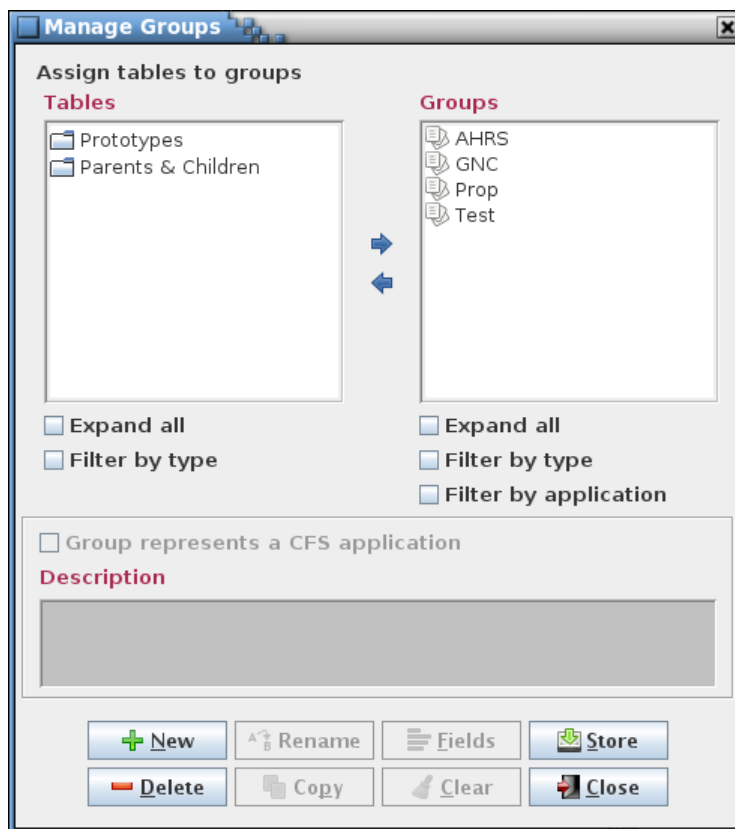 Manage Groups
Assign tables to groups
Tables
Prototypes
Parents & Children
Expand all
Filter by type
Groups
AHRS
GNC
Prop
Test
Expand all
Filter by type
Filter by application
Group represents a CFS application
Description
New
Rename
Fields
Store
Delete
Copy
Clear
Close